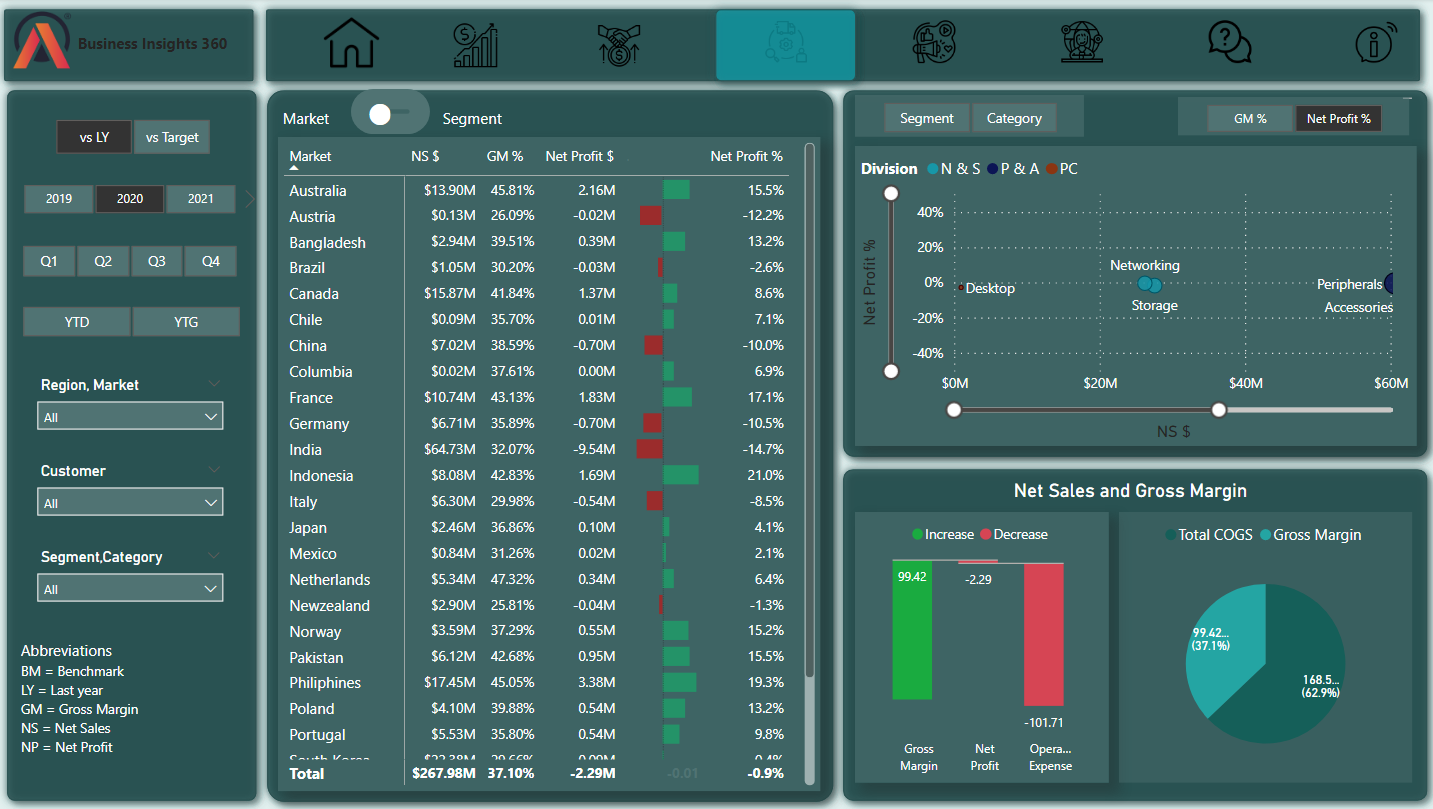 Business Insights 360
vs LY vs Target
2019 2020 2021
Q1 Q2 Q3 Q4
YTD YTG
Region, Market
All
Customer
All
Segment,Category
All
Abbreviations
BM = Benchmark
LY = Last year
GM = Gross Margin
NS = Net Sales
NP = Net Profit
Market Segment
Market NS $ GM % Net Profit $ Net Profit %
Australia $13.90M 45.81% 2.16M 15.5%
Austria $0.13M 26.09% -0.02M -12.2%
Bangladesh $2.94M 39.51% 0.39M 13.2%
Brazil $1.05M 30.20% -0.03M -2.6%
Canada $15.87M 41.84% 1.37M 8.6%
Chile $0.09M 35.70% 0.01M 7.1%
China $7.02M 38.59% -0.70M -10.0%
Columbia $0.02M 37.61% 0.00M 6.9%
France $10.74M 43.13% 1.83M 17.1%
Germany $6.71M 35.89% -0.70M -10.5%
India $64.73M 32.07% -9.54M -14.7%
Indonesia $8.08M 42.83% 1.69M 21.0%
Italy $6.30M 29.98% -0.54M -8.5%
Japan $2.46M 36.86% 0.10M 4.1%
Mexico $0.84M 31.26% 0.02M 2.1%
Netherlands $5.34M 47.32% 0.34M 6.4%
Newzealand $2.90M 25.81% -0.04M -1.3%
Norway $3.59M 37.29% 0.55M 15.2%
Pakistan $6.12M 42.68% 0.95M 15.5%
Philiphines $17.45M 45.05% 3.38M 19.3%
Poland $4.10M 39.88% 0.54M 13.2%
Portugal $5.53M 35.80% 0.54M 9.8%
South Korea
Total $267.98M 37.10% -2.29M -0.01 -0.9%
Segment Category GM % Net Profit %
Division N & S P & A PC
Net Profit %
40%
20%
0%
-20%
-40%
Networking
Desktop
Storage
Peripherals
Accessories
$0M $20M $40M $60M
NS $
Net Sales and Gross Margin
Increase Decrease
99.42
-2.29
-101.71
Gross Margin
Net Profit
Opera... Expense
Total COGS Gross Margin
99.42...
(37.1%)
168.5...
(62.9%)